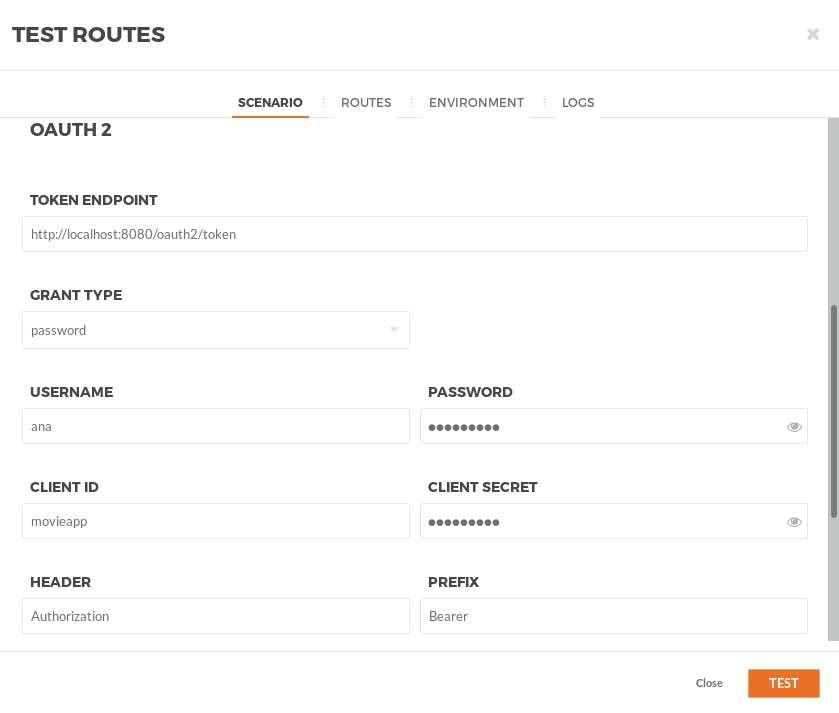 TEST ROUTES
SCENARIO ROUTES ENVIRONMENT LOGS
OAUTH 2
TOKEN ENDPOINT
http://localhost:8080/oauth2/token
GRANT TYPE
password
USERNAME PASSWORD
ana ●●●●●●●●●
CLIENT ID CLIENT SECRET
movieapp ●●●●●●●●●
HEADER PREFIX
Authorization Bearer
Close TEST